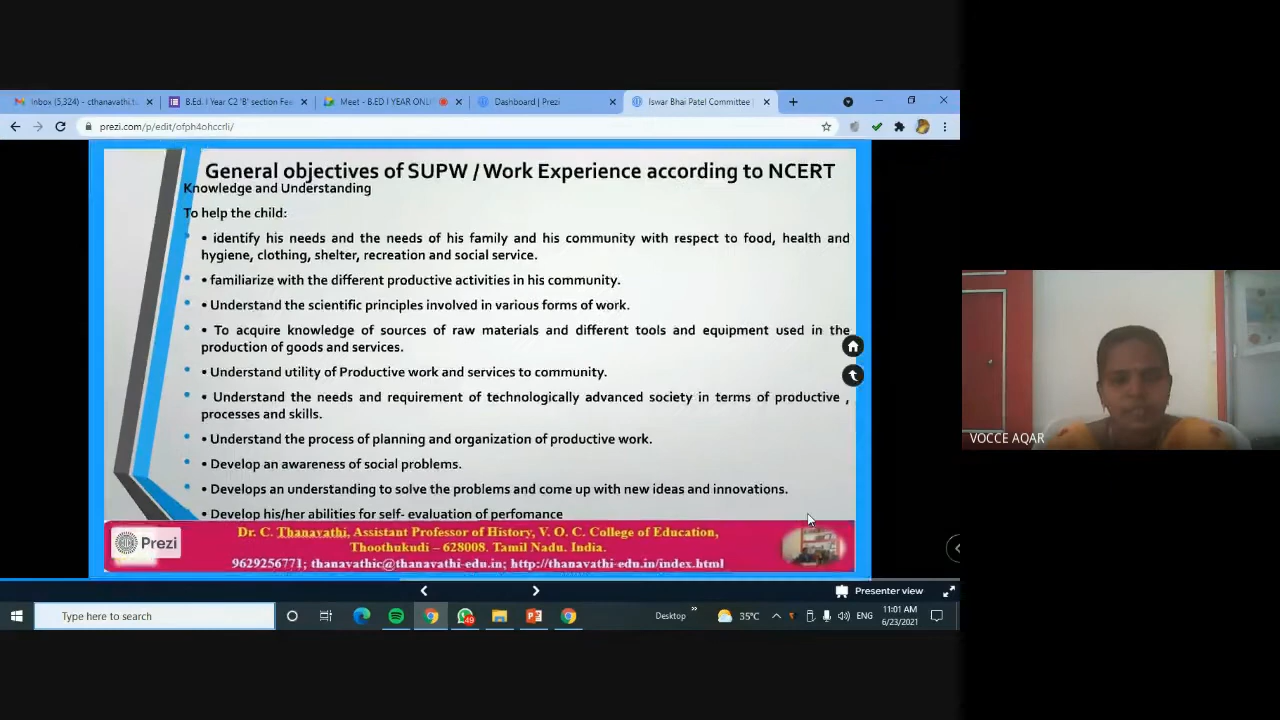 Inbox (5,324) - cthanavathi.t
B.Ed. I Year C2 'B' section Fee
Meet - B.ED I YEAR ONLI
Dashboard | Prezi
Iswar Bhai Patel Committee
prezi.com/p/edit/ofph4ohccrli/
General objectives of SUPW / Work Experience according to NCERT
Knowledge and Understanding
To help the child:
• • identify his needs and the needs of his family and his community with respect to food, health and
hygiene, clothing, shelter, recreation and social service.
• • familiarize with the different productive activities in his community.
• • Understand the scientific principles involved in various forms of work.
• • To acquire knowledge of sources of raw materials and different tools and equipment used in the
production of goods and services.
• • Understand utility of Productive work and services to community.
• • Understand the needs and requirement of technologically advanced society in terms of productive ,
processes and skills.
• • Understand the process of planning and organization of productive work.
• • Develop an awareness of social problems.
• • Develops an understanding to solve the problems and come up with new ideas and innovations.
• • Develop his/her abilities for self- evaluation of perfomance
Prezi
Dr. C. Thanavathi, Assistant Professor of History, V. O. C. College of Education,
Thoothukudi – 628008. Tamil Nadu. India.
9629256771; thanavathic@thanavathi-edu.in; http://thanavathi-edu.in/index.html
VOCCE AQAR
Presenter view
Type here to search
49
Desktop
»
35°C
ENG
11:01 AM
6/23/2021